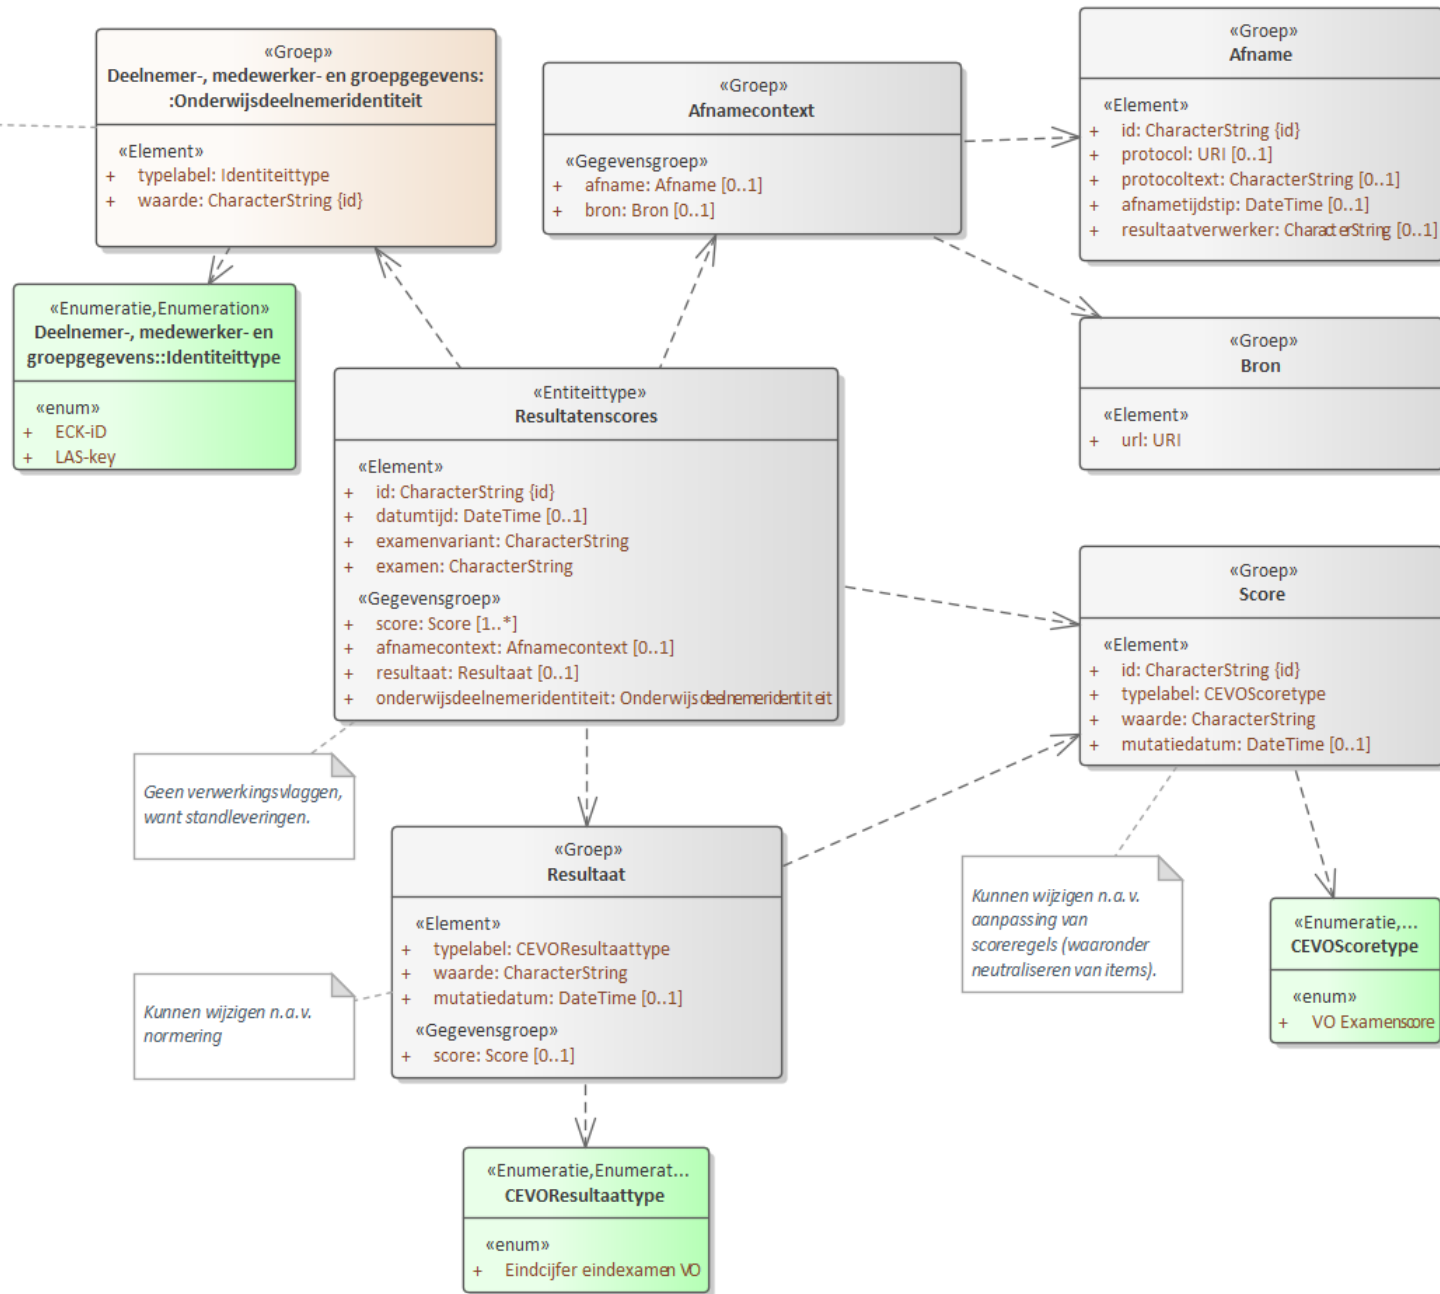 «Groep»
Deelnemer-, medewerker- en groepgegevens:
:Onderwijsdeelnemeridentiteit
«Element»
+ typelabel: Identiteittype
+ waarde: CharacterString {id}
«Groep»
Afnamecontext
«Gegevensgroep»
+ afname: Afname [0..1]
+ bron: Bron [0..1]
«Groep»
Afname
«Element»
+ id: CharacterString {id}
+ protocol: URI [0..1]
+ protocoltext: CharacterString [0..1]
+ afnametijdstip: DateTime [0..1]
+ resultaatverwerker: CharacterString [0..1]
«Enumeratie,Enumeration»
Deelnemer-, medewerker- en
groepgegevens::Identiteittype
«enum»
+ ECK-iD
+ LAS-key
«Groep»
Bron
«Element»
+ url: URI
«Entiteittype»
Resultatenscores
«Element»
+ id: CharacterString {id}
+ datumtijd: DateTime [0..1]
+ examenvariant: CharacterString
+ examen: CharacterString
«Gegevensgroep»
+ score: Score [1..*]
+ afnamecontext: Afnamecontext [0..1]
+ resultaat: Resultaat [0..1]
+ onderwijsdeelnemeridentiteit: Onderwijsdeelnemeridentiteit
«Groep»
Score
«Element»
+ id: CharacterString {id}
+ typelabel: CEVOScoretype
+ waarde: CharacterString
+ mutatiedatum: DateTime [0..1]
Geen verwerkingsvlaggen,
want standleveringen.
«Groep»
Resultaat
«Element»
+ typelabel: CEVOResultaattype
+ waarde: CharacterString
+ mutatiedatum: DateTime [0..1]
«Gegevensgroep»
+ score: Score [0..1]
Kunnen wijzigen n.a.v.
aanpassing van
scoreregels (waaronder
neutraliseren van items).
«Enumeratie,...
CEVOScoretype
«enum»
+ VO Examenscore
Kunnen wijzigen n.a.v.
normering
«Enumeratie,Enumerat...
CEVOResultaattype
«enum»
+ Eindcijfer eindexamen VO